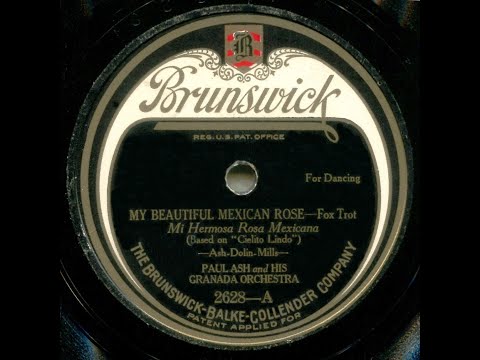 B
Brunswick
REG. U.S. PAT. OFFICE
For Dancing
MY BEAUTIFUL MEXICAN ROSE—Fox Trot
Mi Hermosa Rosa Mexicana
(Based on "Cielito Lindo")
—Ash-Dolin-Mills—
PAUL ASH and HIS
GRANADA ORCHESTRA
2628—A
THE BRUNSWICK-BALKE-COLLENDER COMPANY
PATENT APPLIED FOR